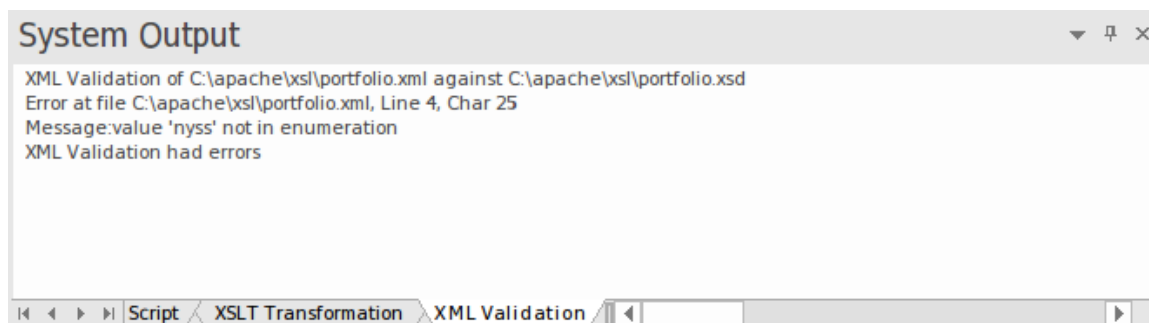 System Output
XML Validation of C:\apache\xsl\portfolio.xml against C:\apache\xsl\portfolio.xsd
Error at file C:\apache\xsl\portfolio.xml, Line 4, Char 25
Message:value 'nyss' not in enumeration
XML Validation had errors
Script XSLT Transformation XML Validation